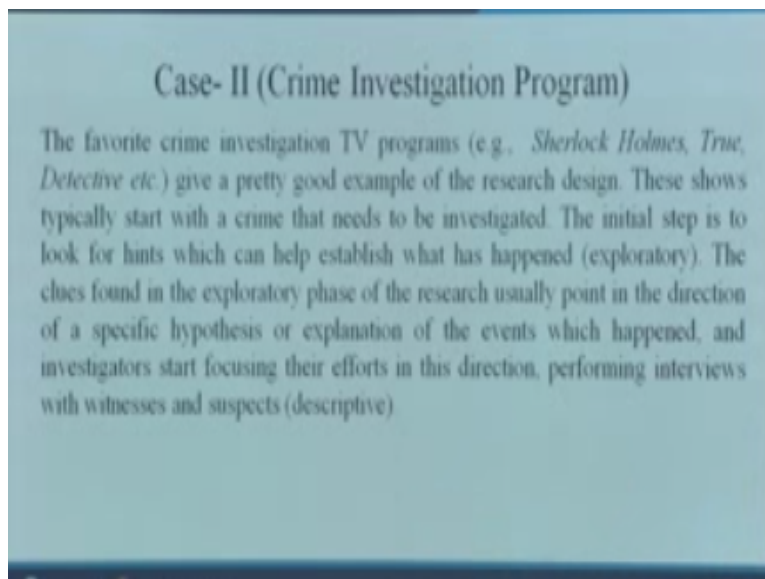 Case- II (Crime Investigation Program)
The favorite crime investigation TV programs (e.g., Sherlock Holmes, True,
Detective etc.) give a pretty good example of the research design. These shows
typically start with a crime that needs to be investigated. The initial step is to
look for hints which can help establish what has happened (exploratory). The
clues found in the exploratory phase of the research usually point in the direction
of a specific hypothesis or explanation of the events which happened, and
investigators start focusing their efforts in this direction, performing interviews
with witnesses and suspects (descriptive).